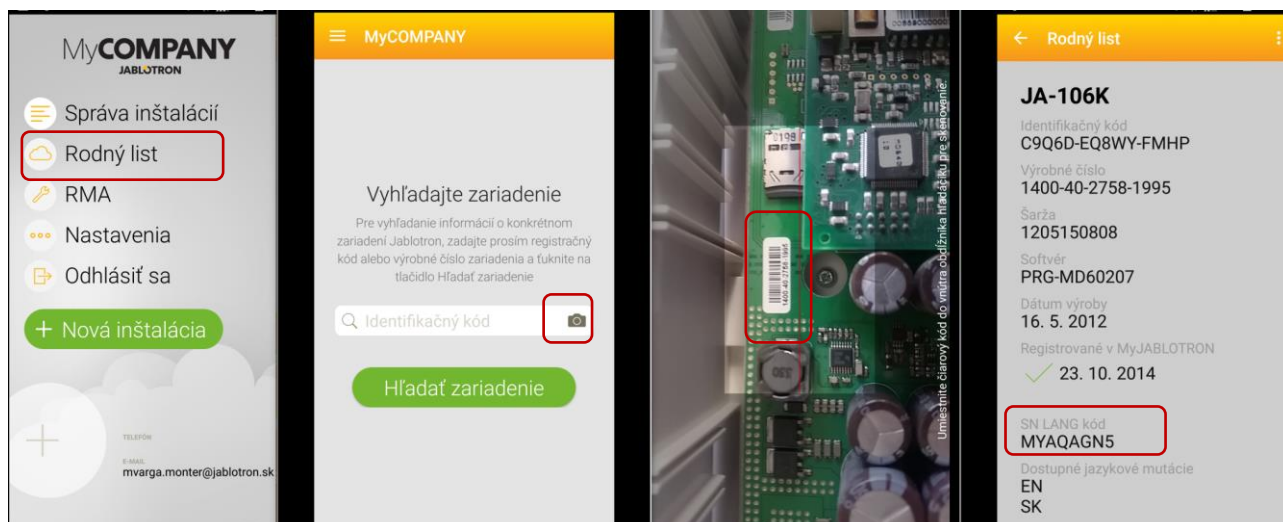 MyCOMPANY
JABLOTRON
Správa inštalácií
Rodný list
RMA
Nastavenia
Odhlásiť sa
+ Nová inštalácia
TELEFÓN
E-MAIL
mvarga.monter@jablotron.sk
MyCOMPANY
Vyhľadajte zariadenie
Pre vyhľadanie informácií o konkrétnom
zariadení Jablotron, zadajte prosím registračný
kód alebo výrobné číslo zariadenia a ťuknite na
tlačidlo Hľadať zariadenie
Identifikačný kód
Hľadať zariadenie
0198
1400-40-2758-1995
330
Umiestnite čiarový kód do vnútra obdĺžnika hľadáčiku pre skenovanie.
Rodný list
JA-106K
Identifikačný kód
C9Q6D-EQ8WY-FMHP
Výrobné číslo
1400-40-2758-1995
Šarža
1205150808
Softvér
PRG-MD60207
Dátum výroby
16. 5. 2012
Registrované v MyJABLOTRON
23. 10. 2014
SN LANG kód
MYAQAGN5
Dostupné jazykové mutácie
EN
SK